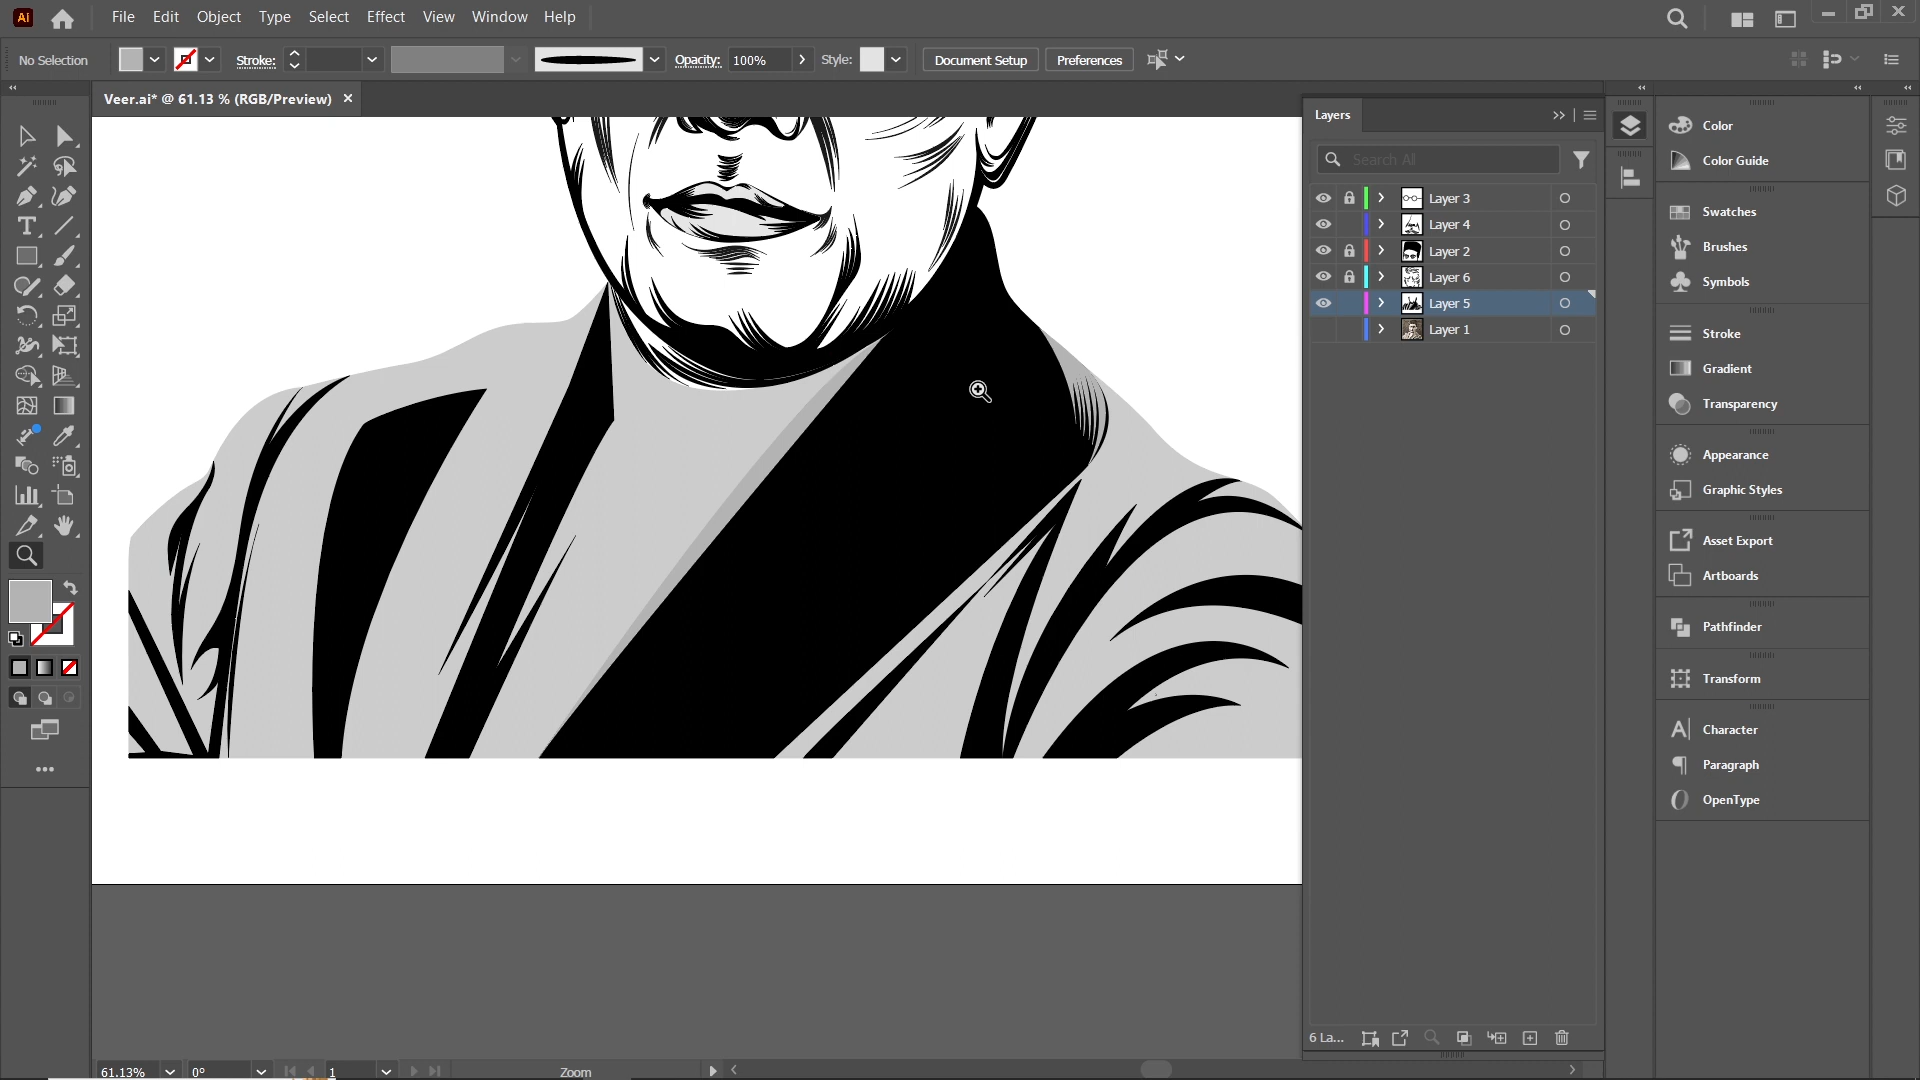 Ai File Edit Object Type Select Effect View Window Help
No Selection Stroke: Opacity: 100% Style: Document Setup Preferences
Veer.ai* @ 61.13 % (RGB/Preview) ×
Layers
Search All
Layer 3
Layer 4
Layer 2
Layer 6
Layer 5
Layer 1
6 La...
Color
Color Guide
Swatches
Brushes
Symbols
Stroke
Gradient
Transparency
Appearance
Graphic Styles
Asset Export
Artboards
Pathfinder
Transform
Character
Paragraph
OpenType
61.13% 0° 1 Zoom